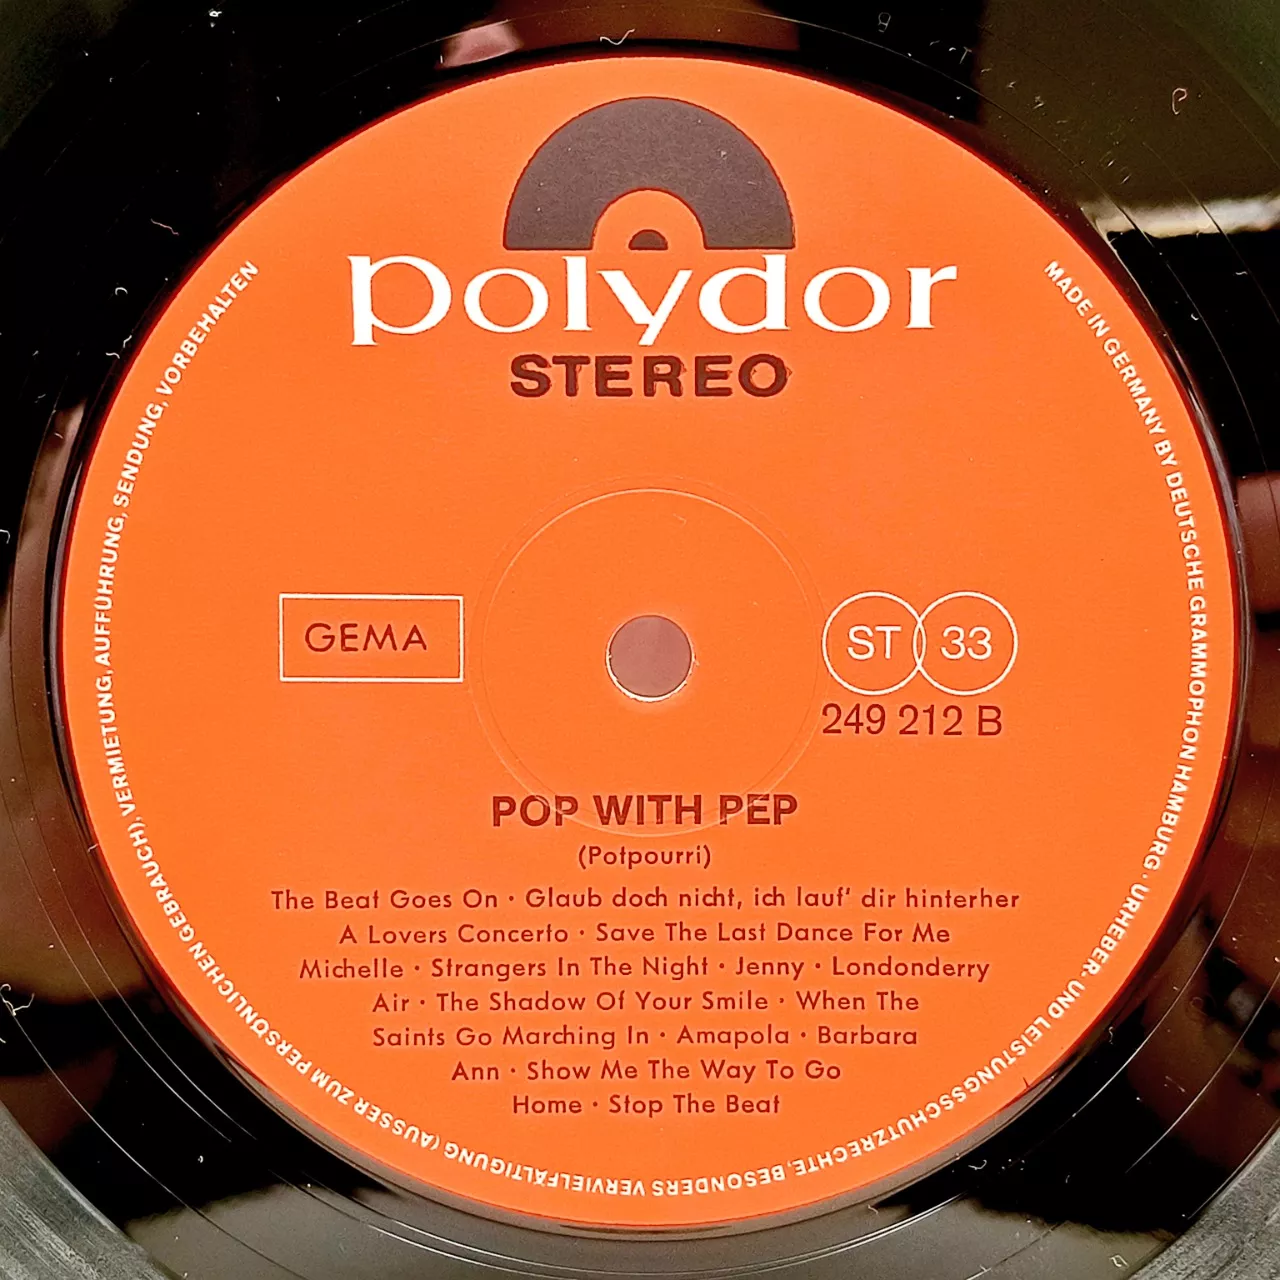 polydor
STEREO
GEMA
ST 33
249 212 B
POP WITH PEP
(Potpourri)
The Beat Goes On · Glaub doch nicht, ich lauf' dir hinterher
A Lovers Concerto · Save The Last Dance For Me
Michelle · Strangers In The Night · Jenny · Londonderry
Air · The Shadow Of Your Smile · When The
Saints Go Marching In · Amapola · Barbara
Ann · Show Me The Way To Go
Home · Stop The Beat
MADE IN GERMANY BY DEUTSCHE GRAMMOPHON HAMBURG · URHEBER- UND LEISTUNGSSCHUTZRECHTE, BESONDERS VERVIELFÄLTIGUNG (AUSSER ZUM PERSÖNLICHEN GEBRAUCH), VERMIETUNG, AUFFÜHRUNG, SENDUNG, VORBEHALTEN